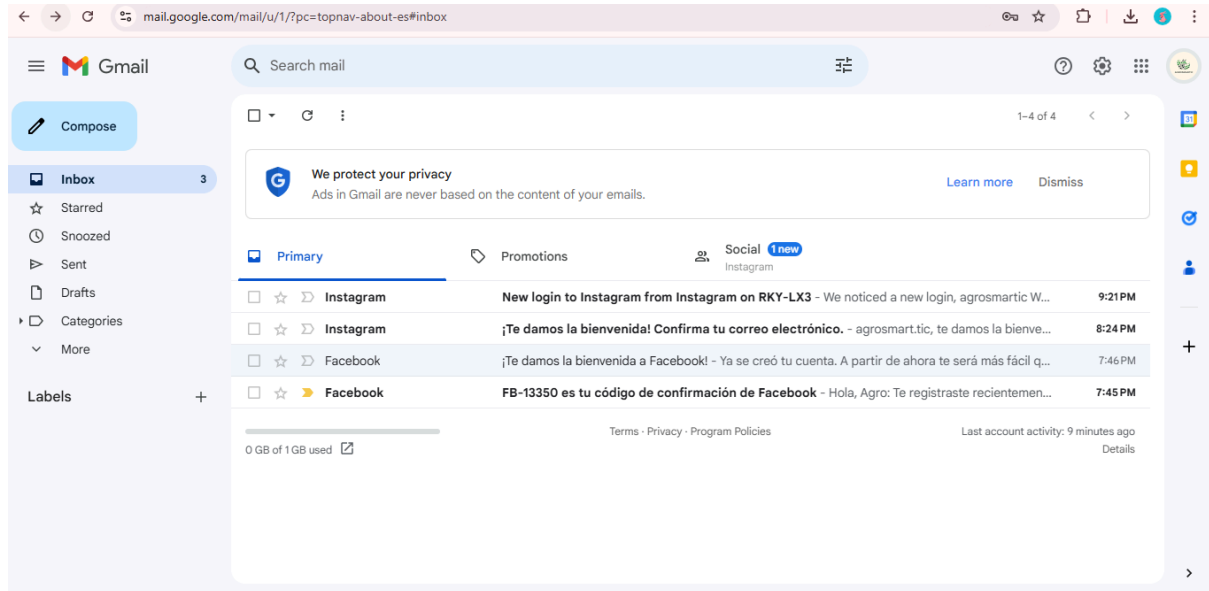 mail.google.com/mail/u/1/?pc=topnav-about-es#inbox
Gmail
Search mail
Compose
1–4 of 4
Inbox 3
Starred
Snoozed
Sent
Drafts
Categories
More
Labels
We protect your privacy
Ads in Gmail are never based on the content of your emails.
Learn more
Dismiss
Primary
Promotions
Social 1 new
Instagram
Instagram New login to Instagram from Instagram on RKY-LX3 - We noticed a new login, agrosmartic W... 9:21 PM
Instagram ¡Te damos la bienvenida! Confirma tu correo electrónico. - agrosmart.tic, te damos la bienve... 8:24 PM
Facebook ¡Te damos la bienvenida a Facebook! - Ya se creó tu cuenta. A partir de ahora te será más fácil q... 7:46 PM
Facebook FB-13350 es tu código de confirmación de Facebook - Hola, Agro: Te registraste recientemen... 7:45 PM
0 GB of 1 GB used
Terms · Privacy · Program Policies
Last account activity: 9 minutes ago
Details
31